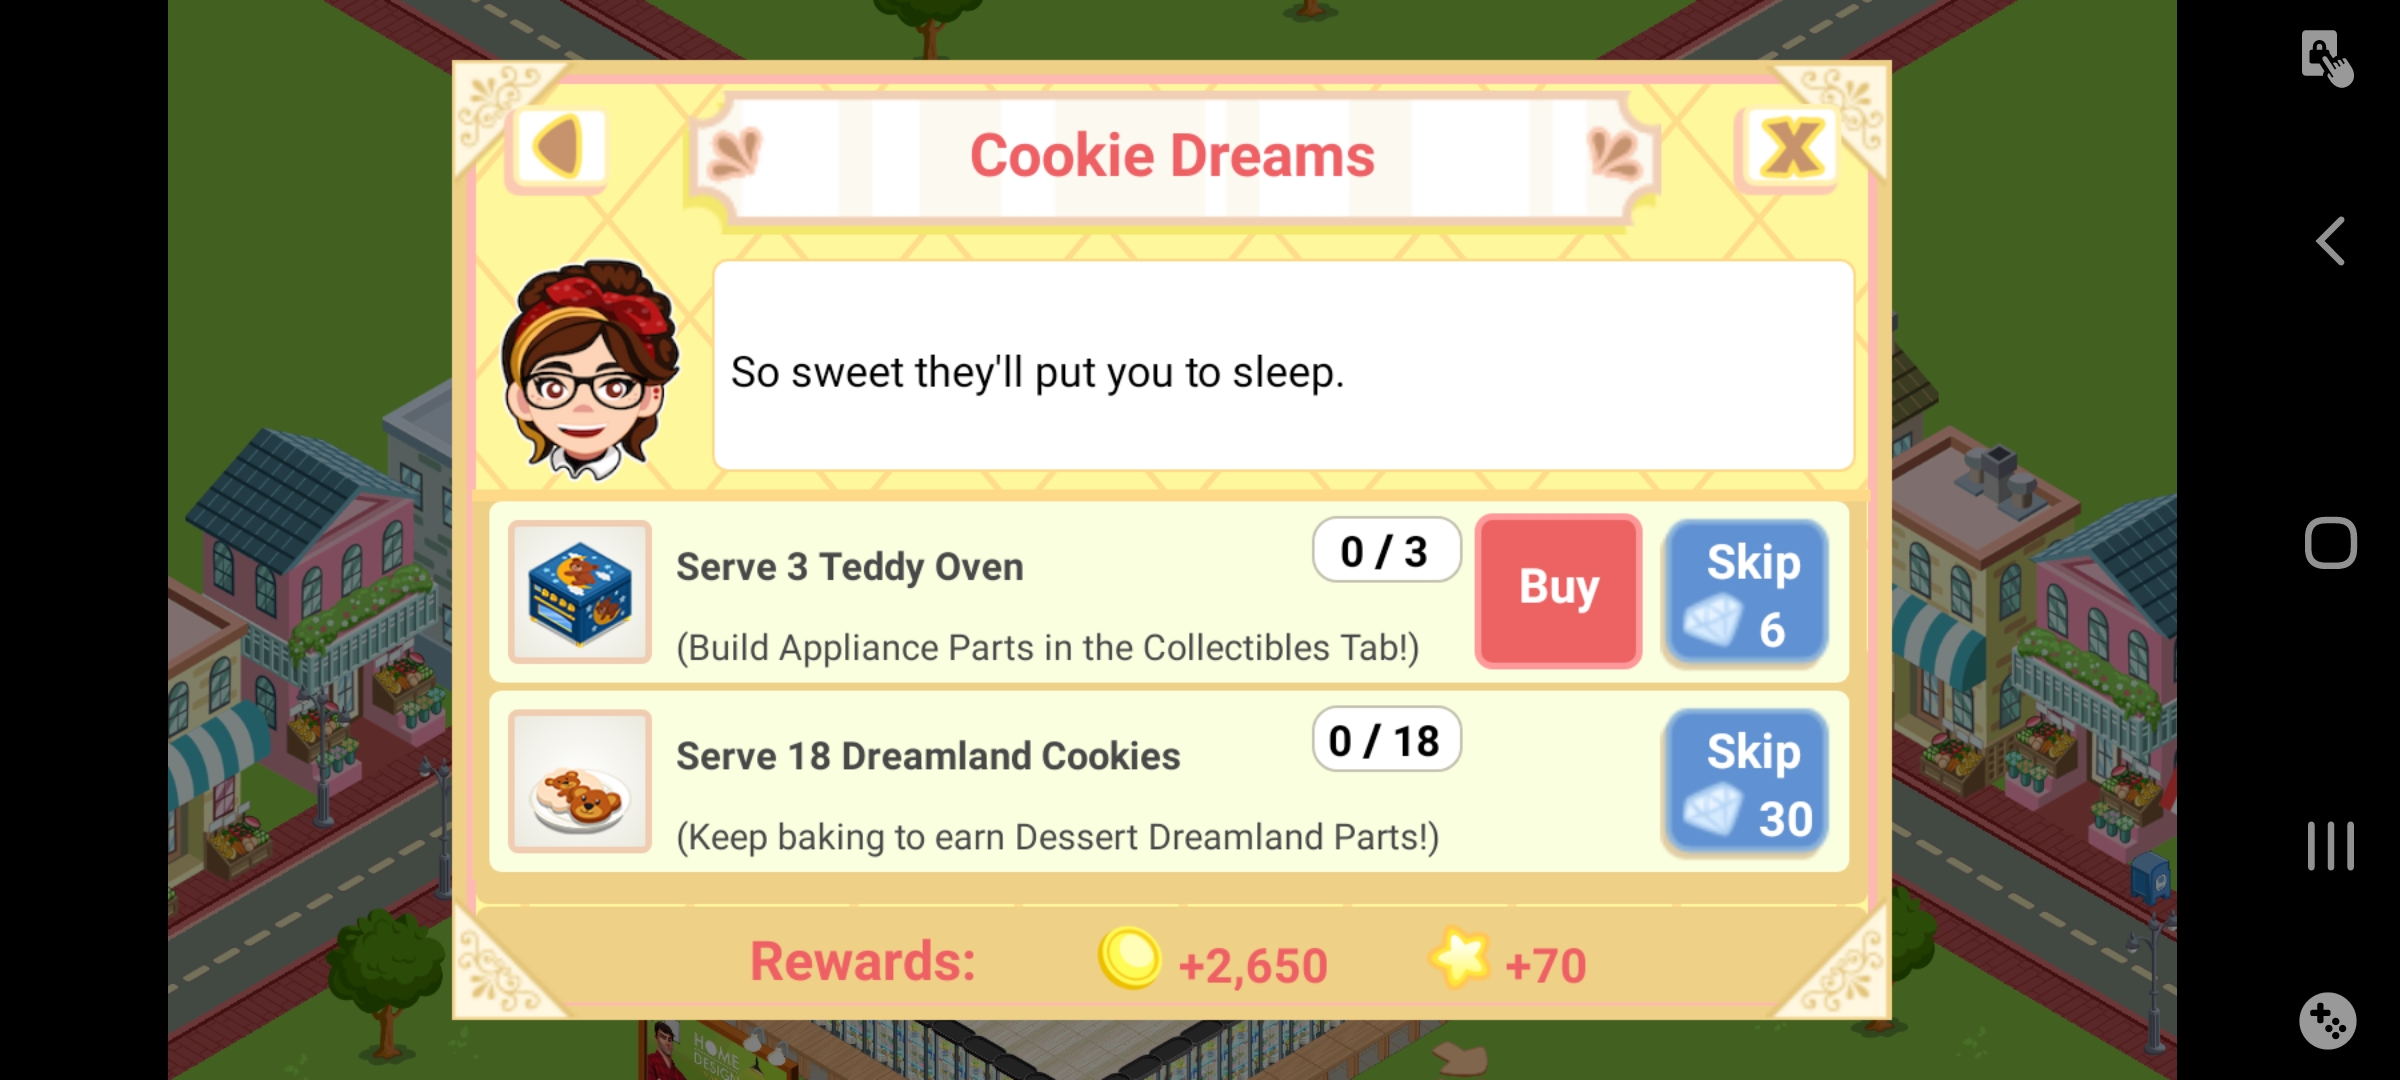 Cookie Dreams
So sweet they'll put you to sleep.
Serve 3 Teddy Oven
0 / 3
Buy
Skip
6
(Build Appliance Parts in the Collectibles Tab!)
Serve 18 Dreamland Cookies
0 / 18
Skip
30
(Keep baking to earn Dessert Dreamland Parts!)
Rewards:
+2,650
+70
HOME
DESIGN